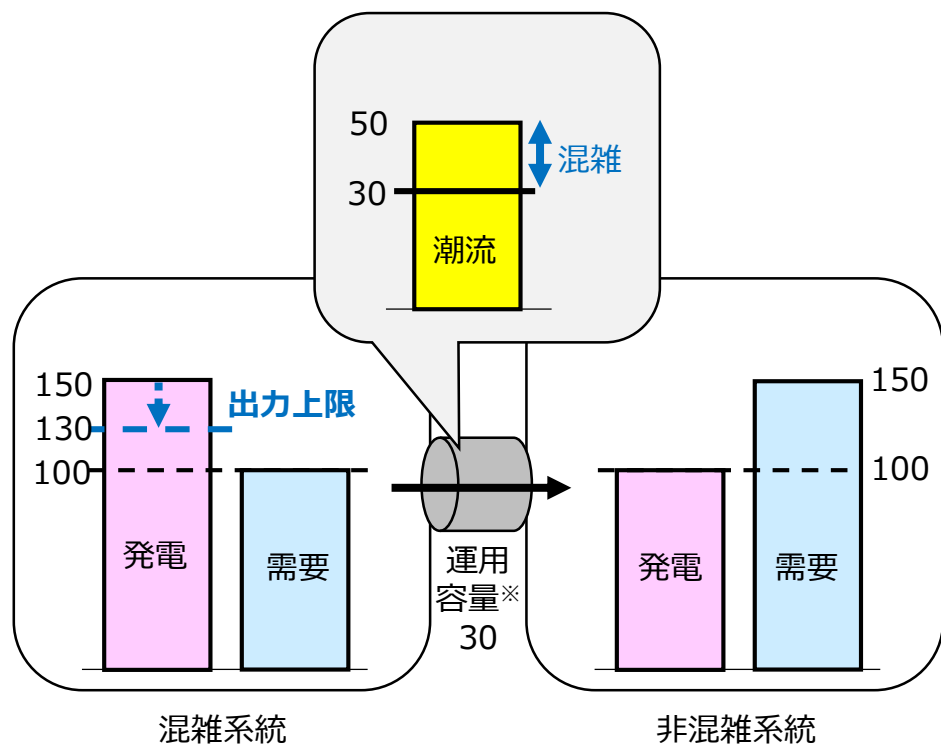 50
混雑
30
潮流
150
出力上限
130
100
発電
需要
運用
容量※
30
150
100
発電
需要
混雑系統
非混雑系統